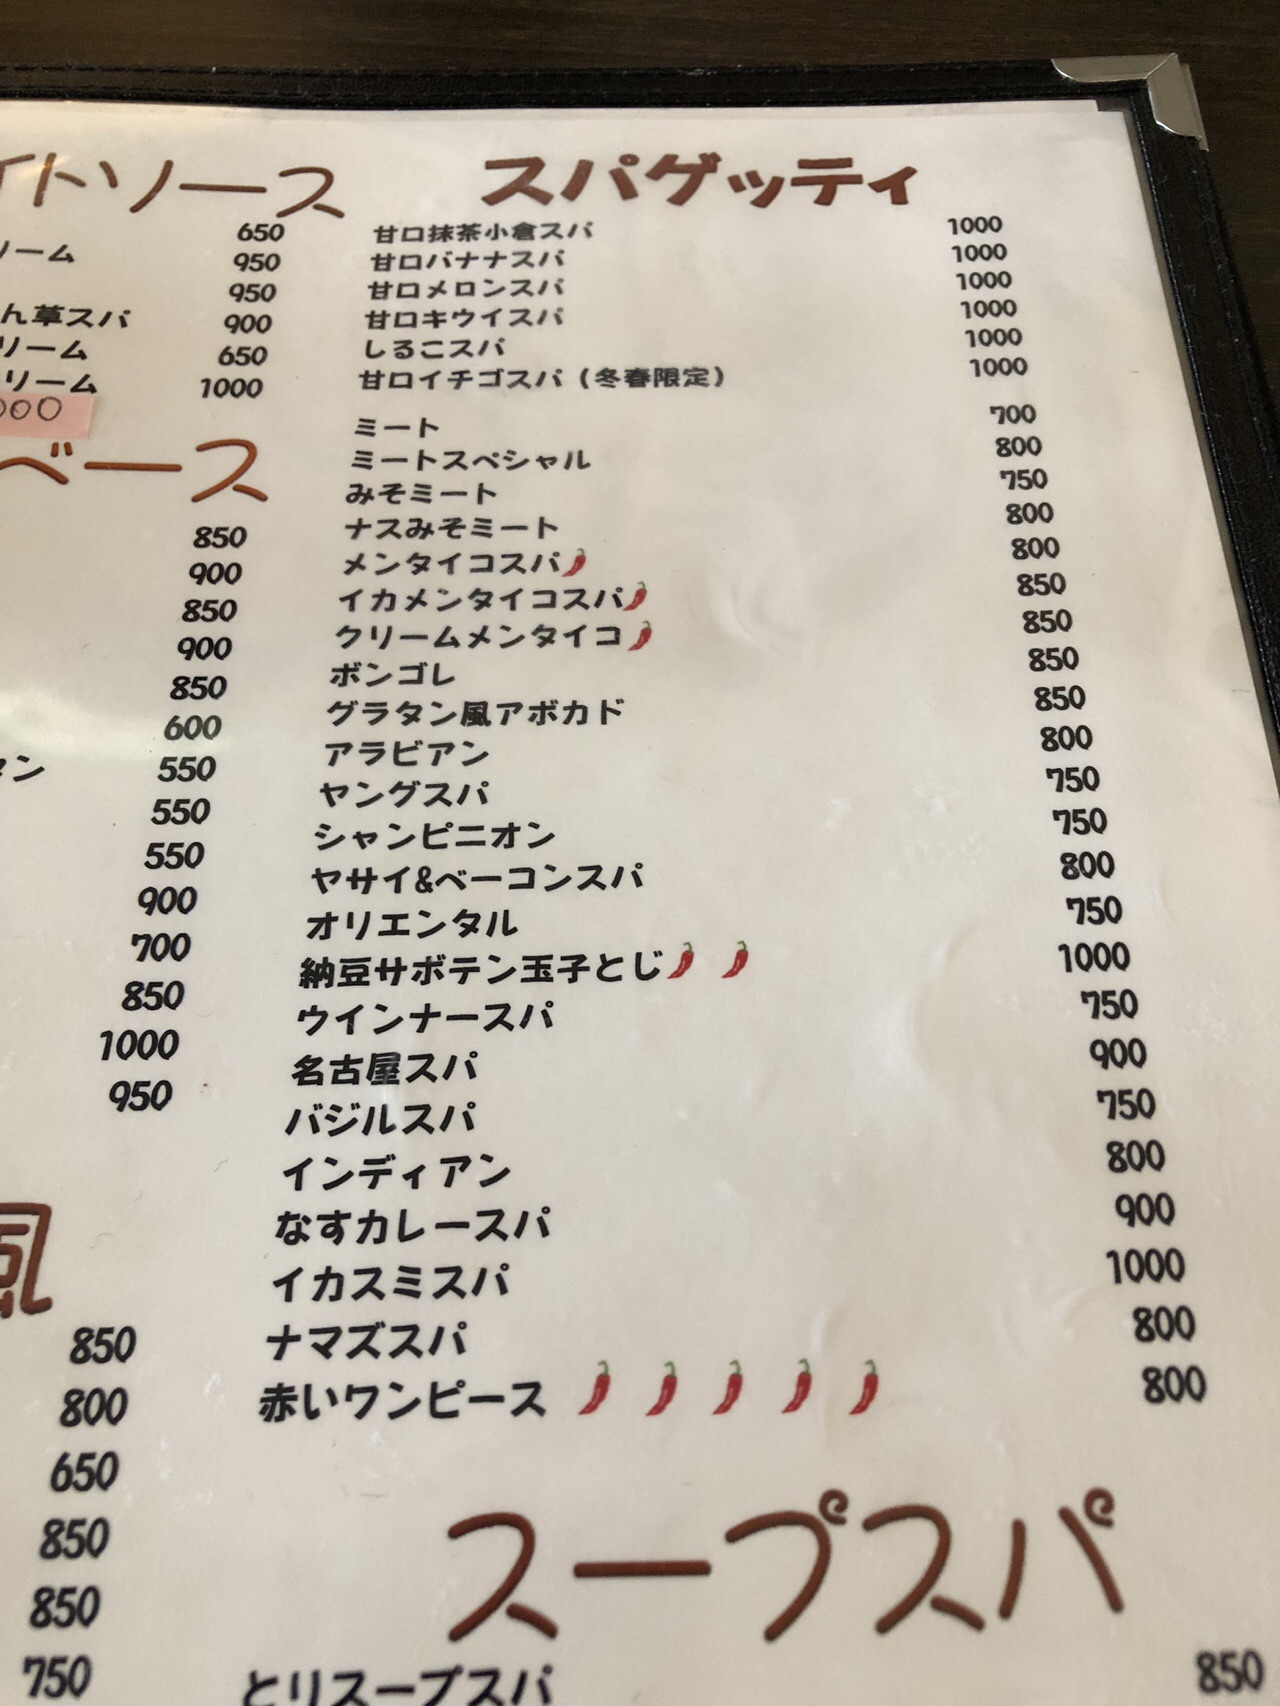 イトソース
650
リーム 950
950
ん草スパ 900
リーム 650
リーム 1000
000
ベース
850
900
850
900
850
600
タン 550
550
550
900
700
850
1000
950
風
850
800
650
850
850
750
スパゲッティ
甘口抹茶小倉スパ 1000
甘口バナナスパ 1000
甘口メロンスパ 1000
甘口キウイスパ 1000
しるこスパ 1000
甘口イチゴスパ（冬春限定） 1000
ミート 700
ミートスペシャル 800
みそミート 750
ナスみそミート 800
メンタイコスパ 800
イカメンタイコスパ 850
クリームメンタイコ 850
ボンゴレ 850
グラタン風アボカド 850
アラビアン 800
ヤングスパ 750
シャンピニオン 750
ヤサイ&ベーコンスパ 800
オリエンタル 750
納豆サボテン玉子とじ 1000
ウインナースパ 750
名古屋スパ 900
バジルスパ 750
インディアン 800
なすカレースパ 900
イカスミスパ 1000
ナマズスパ 800
赤いワンピース 800
スープスパ
とりスープスパ 850